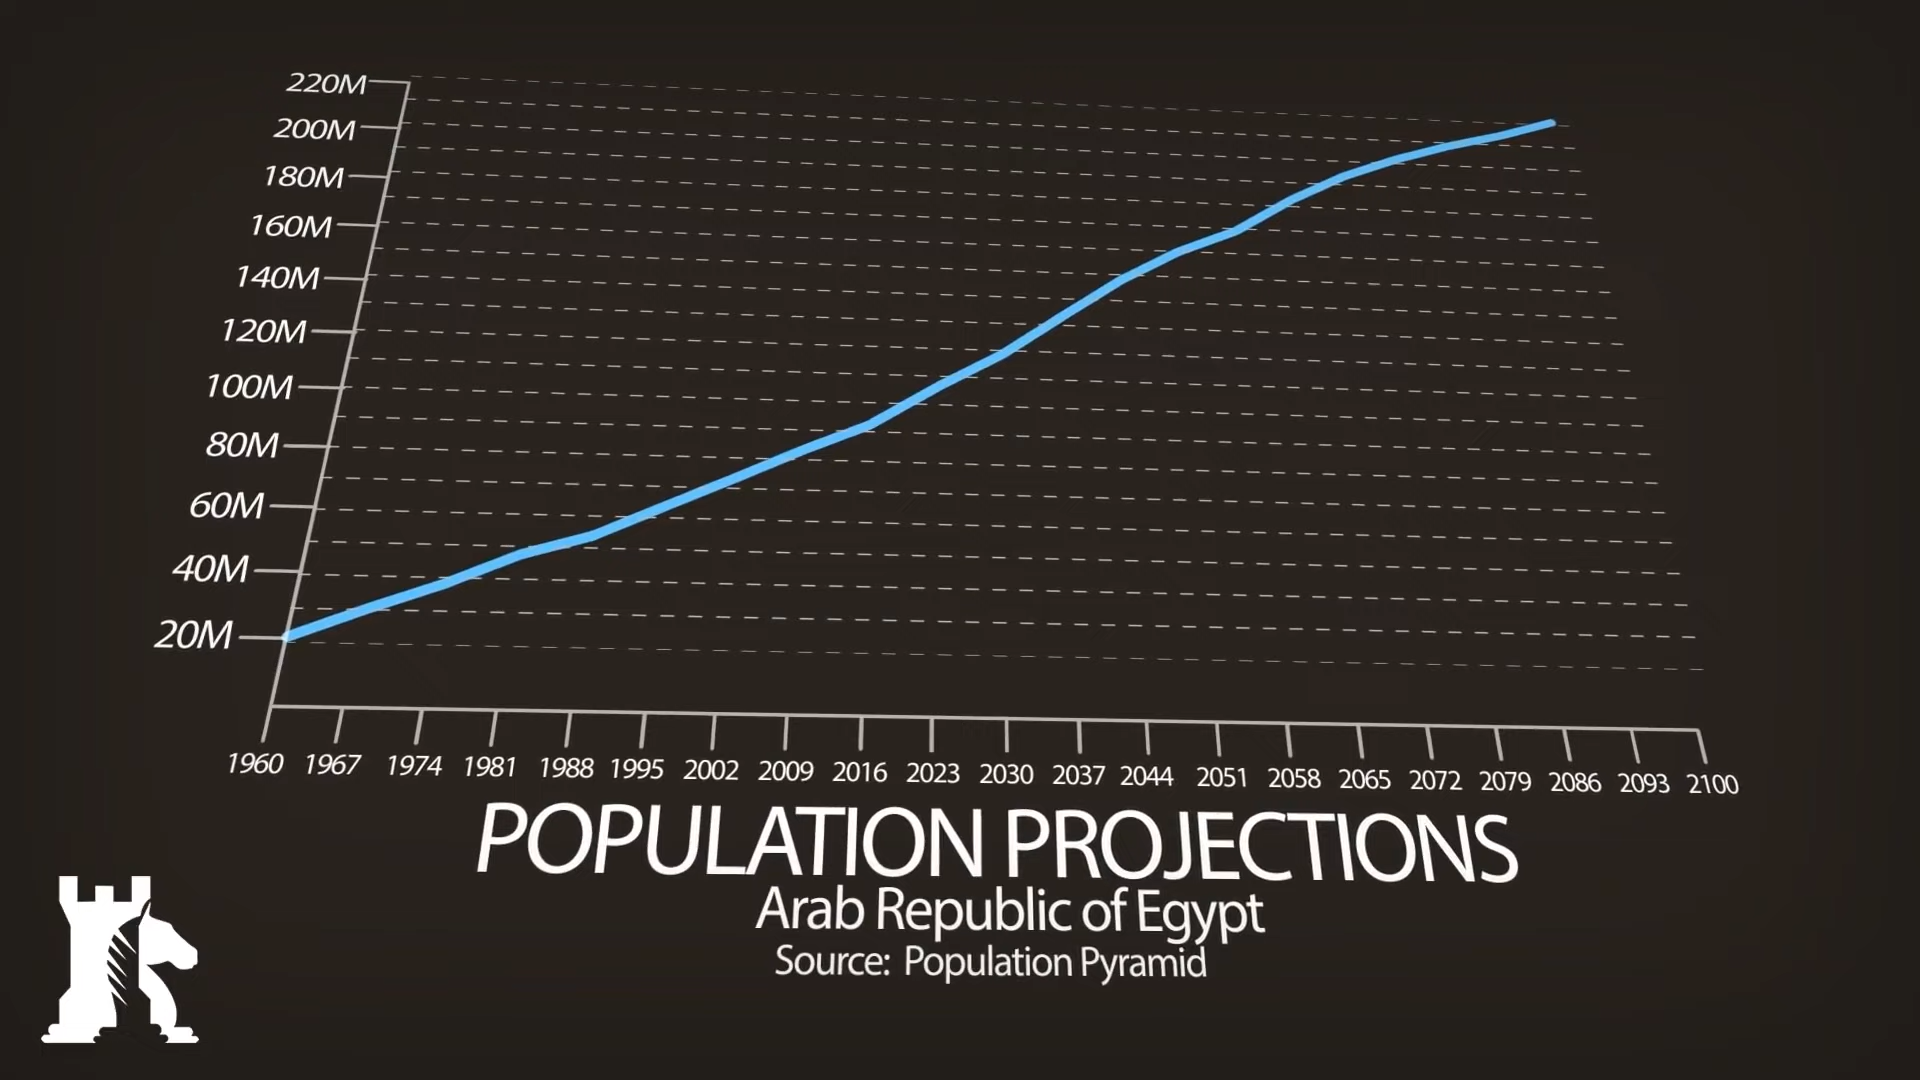 220M
200M
180M
160M
140M
120M
100M
80M
60M
40M
20M
1960 1967 1974 1981 1988 1995 2002 2009 2016 2023 2030 2037 2044 2051 2058 2065 2072 2079 2086 2093 2100
POPULATION PROJECTIONS
Arab Republic of Egypt
Source: Population Pyramid